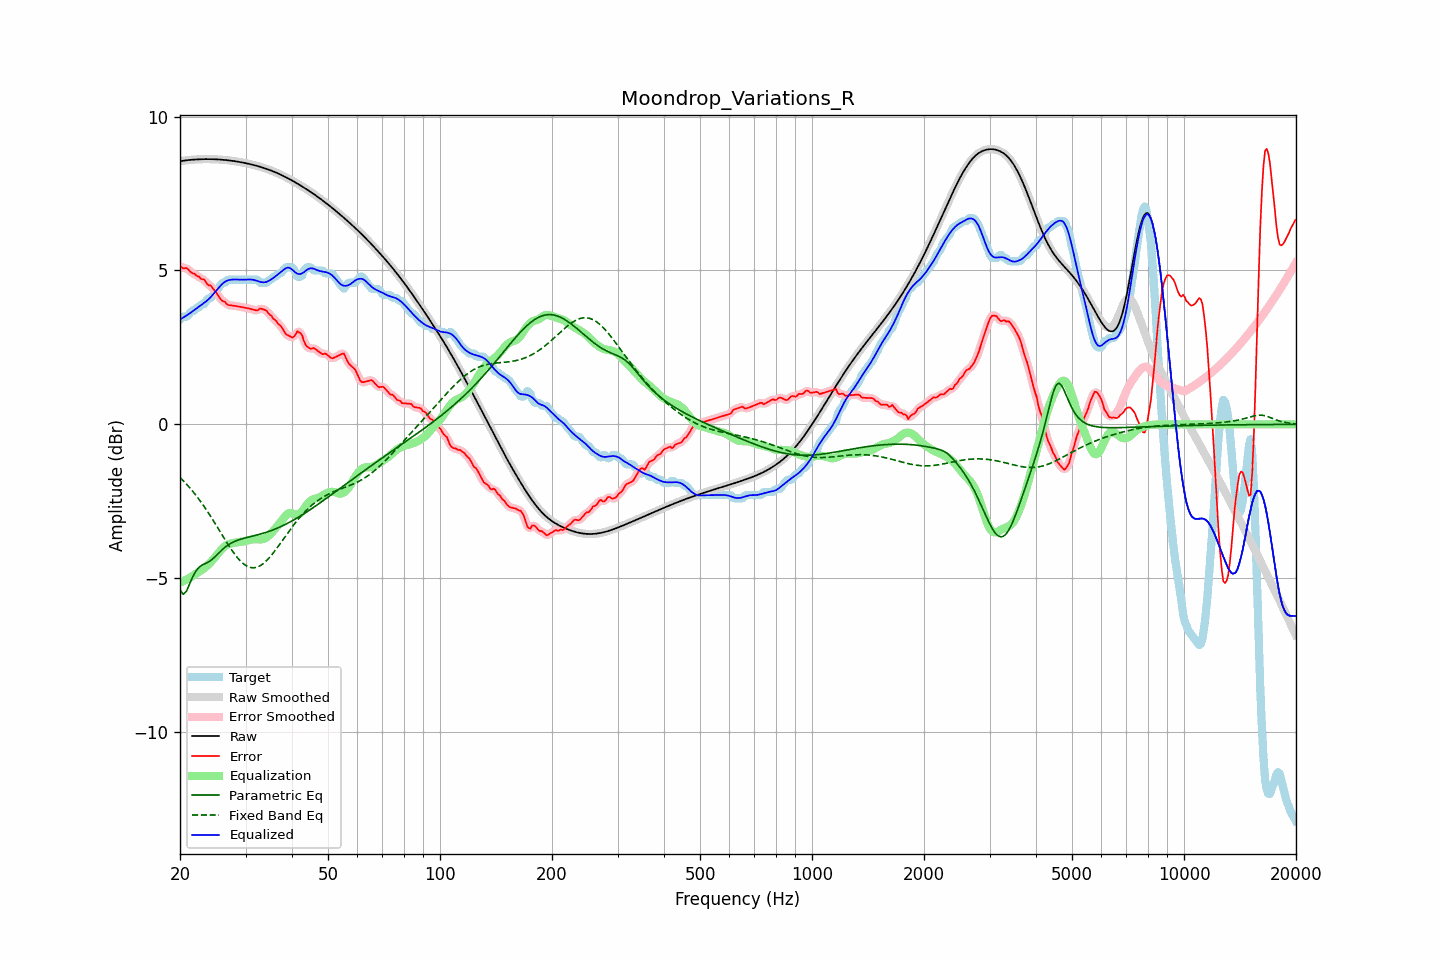 Moondrop_Variations_R
10
5
0
−5
−10
Amplitude (dBr)
Target
Raw Smoothed
Error Smoothed
Raw
Error
Equalization
Parametric Eq
Fixed Band Eq
Equalized
20 50 100 200 500 1000 2000 5000 10000 20000
Frequency (Hz)